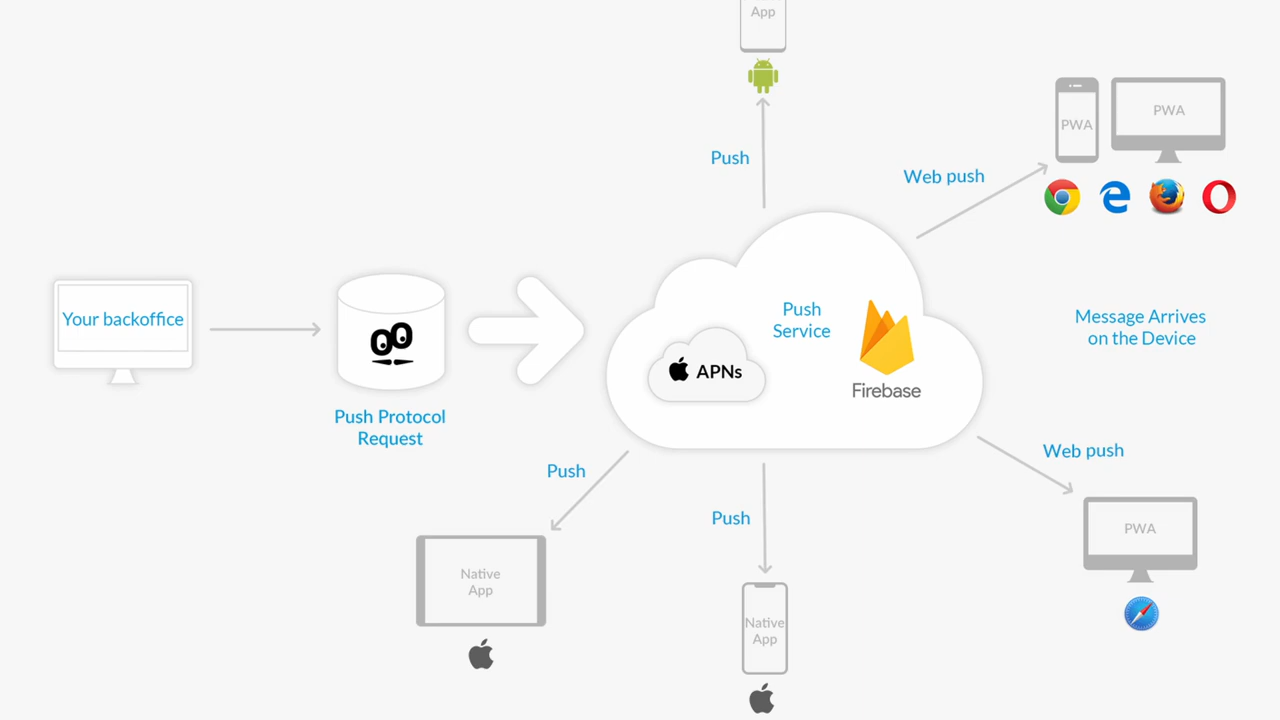 App
Push
Web push
PWA
PWA
Your backoffice
Push Protocol
Request
Push
Service
APNs
Firebase
Message Arrives
on the Device
Push
Native
App
Push
Native
App
Web push
PWA